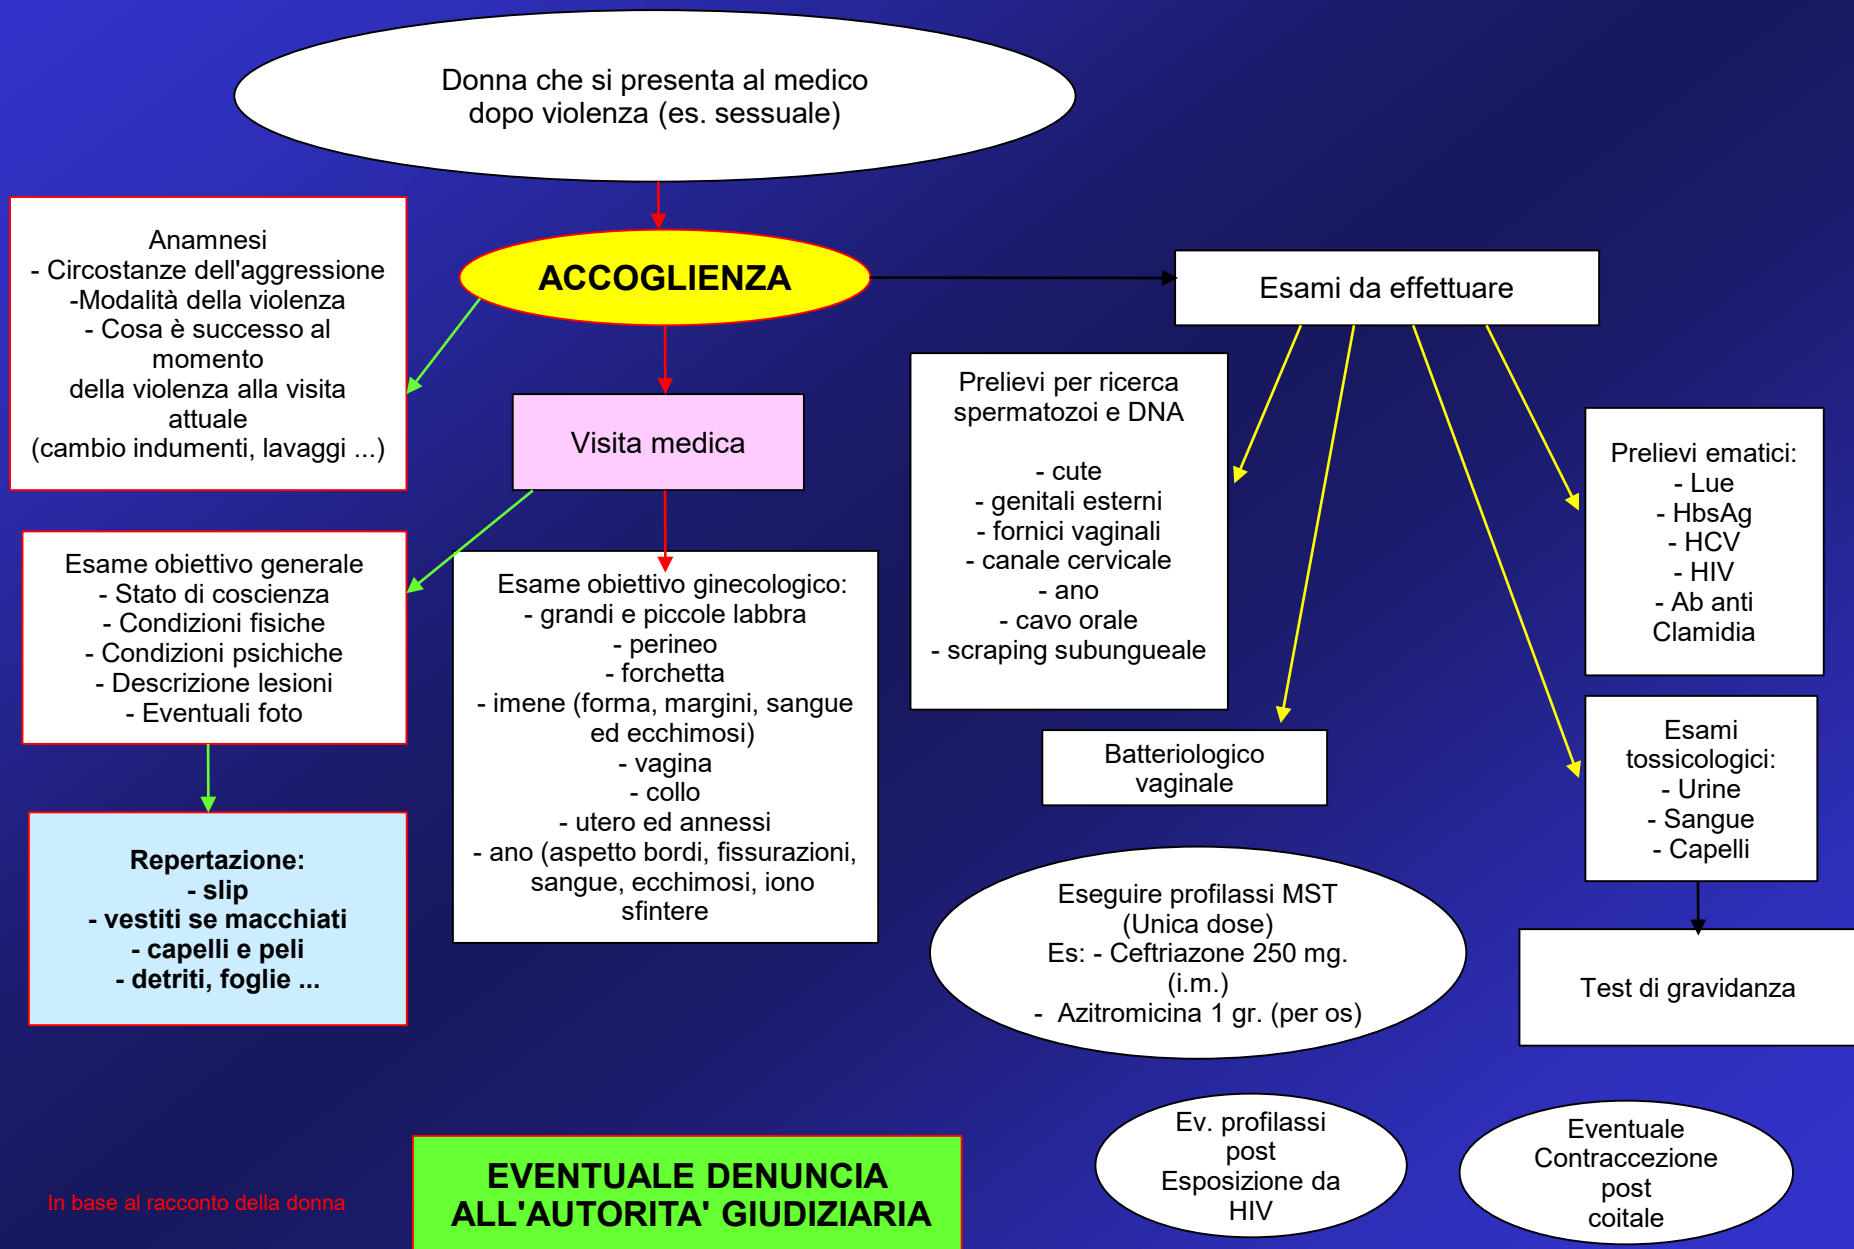 Donna che si presenta al medico
dopo violenza (es. sessuale)
Anamnesi
- Circostanze dell'aggressione
-Modalità della violenza
- Cosa è successo al
momento
della violenza alla visita
attuale
(cambio indumenti, lavaggi ...)
ACCOGLIENZA
Esami da effettuare
Visita medica
Prelievi per ricerca
spermatozoi e DNA
- cute
- genitali esterni
- fornici vaginali
- canale cervicale
- ano
- cavo orale
- scraping subungueale
Prelievi ematici:
- Lue
- HbsAg
- HCV
- HIV
- Ab anti
Clamidia
Esame obiettivo generale
- Stato di coscienza
- Condizioni fisiche
- Condizioni psichiche
- Descrizione lesioni
- Eventuali foto
Esame obiettivo ginecologico:
- grandi e piccole labbra
- perineo
- forchetta
- imene (forma, margini, sangue
ed ecchimosi)
- vagina
- collo
- utero ed annessi
- ano (aspetto bordi, fissurazioni,
sangue, ecchimosi, iono
sfintere
Batteriologico
vaginale
Esami
tossicologici:
- Urine
- Sangue
- Capelli
Repertazione:
- slip
- vestiti se macchiati
- capelli e peli
- detriti, foglie ...
Eseguire profilassi MST
(Unica dose)
Es: - Ceftriazone 250 mg.
(i.m.)
- Azitromicina 1 gr. (per os)
Test di gravidanza
Ev. profilassi
post
Esposizione da
HIV
Eventuale
Contraccezione
post
coitale
In base al racconto della donna
EVENTUALE DENUNCIA
ALL'AUTORITA' GIUDIZIARIA